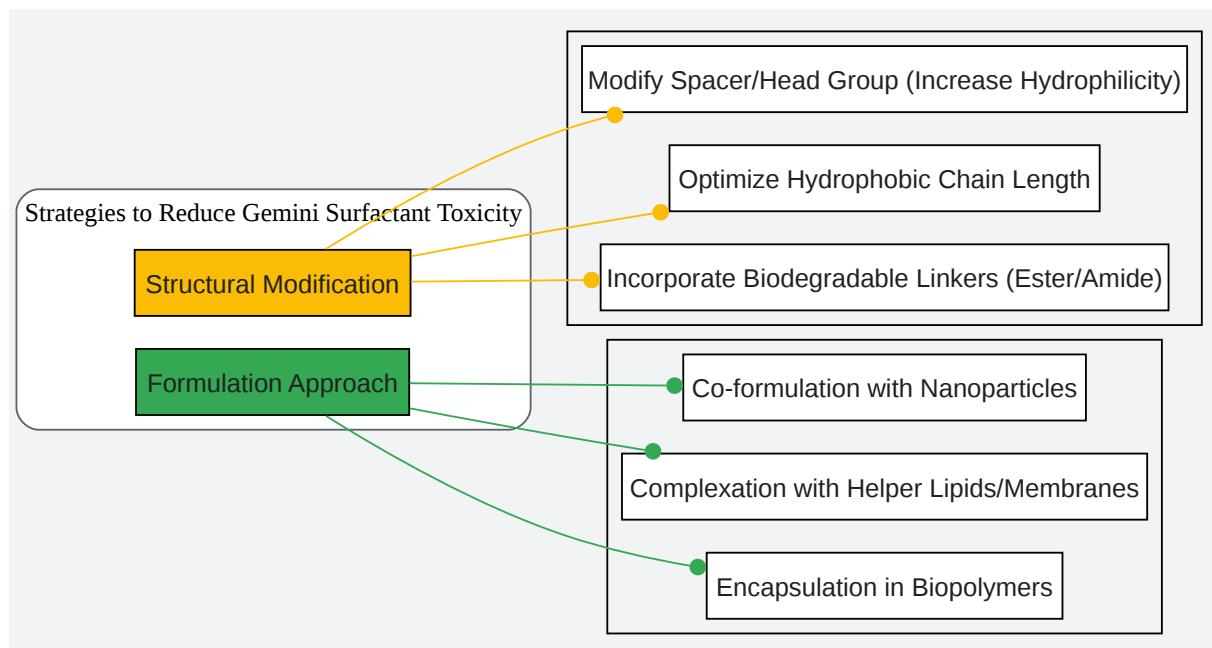 Strategies to Reduce Gemini Surfactant Toxicity
Structural Modification
Formulation Approach
Modify Spacer/Head Group (Increase Hydrophilicity)
Optimize Hydrophobic Chain Length
Incorporate Biodegradable Linkers (Ester/Amide)
Co-formulation with Nanoparticles
Complexation with Helper Lipids/Membranes
Encapsulation in Biopolymers